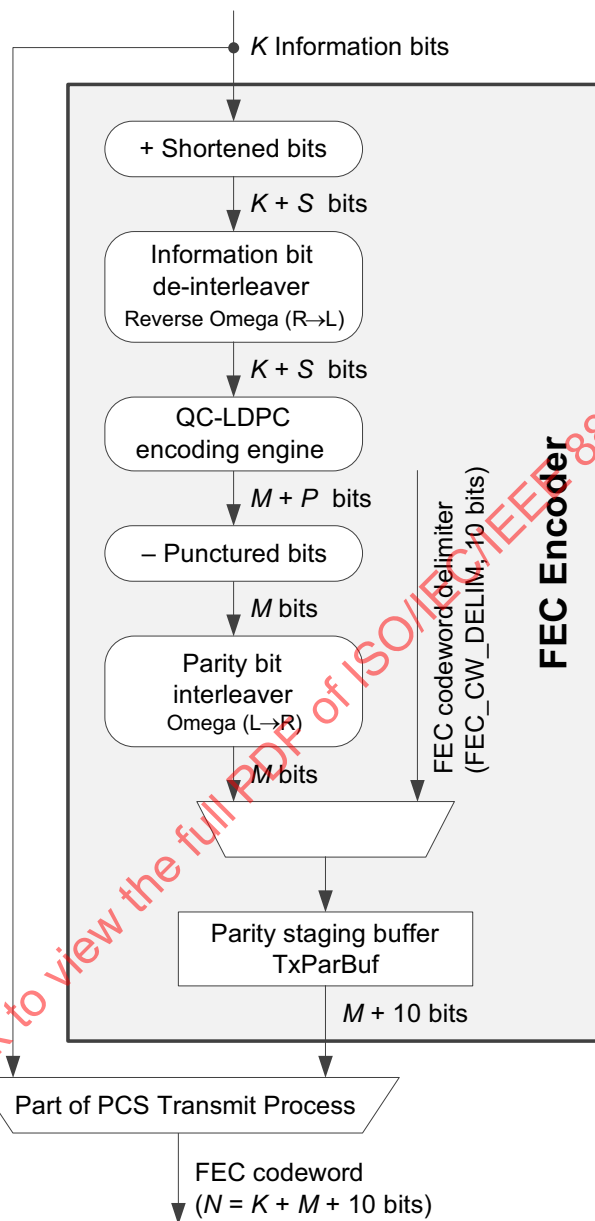 K Information bits
+ Shortened bits
K + S bits
Information bit
de-interleaver
Reverse Omega (R→L)
K + S bits
QC-LDPC
encoding engine
M + P bits
– Punctured bits
M bits
Parity bit
interleaver
Omega (L→R)
M bits
FEC codeword delimiter
(FEC_CW_DELIM, 10 bits)
FEC Encoder
Parity staging buffer
TxParBuf
M + 10 bits
Part of PCS Transmit Process
FEC codeword
(N = K + M + 10 bits)
to view the full PDF of ISO/IEC/IEEE 88